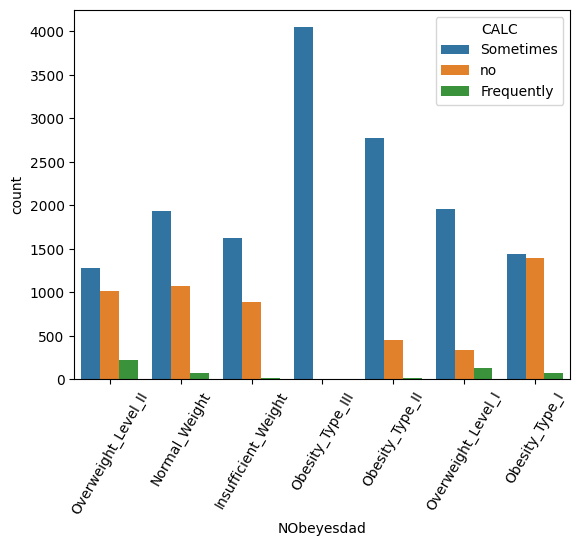 CALC
Sometimes
no
Frequently
count
4000
3500
3000
2500
2000
1500
1000
500
0
Overweight_Level_II
Normal_Weight
Insufficient_Weight
Obesity_Type_III
Obesity_Type_II
Overweight_Level_I
Obesity_Type_I
NObeyesdad